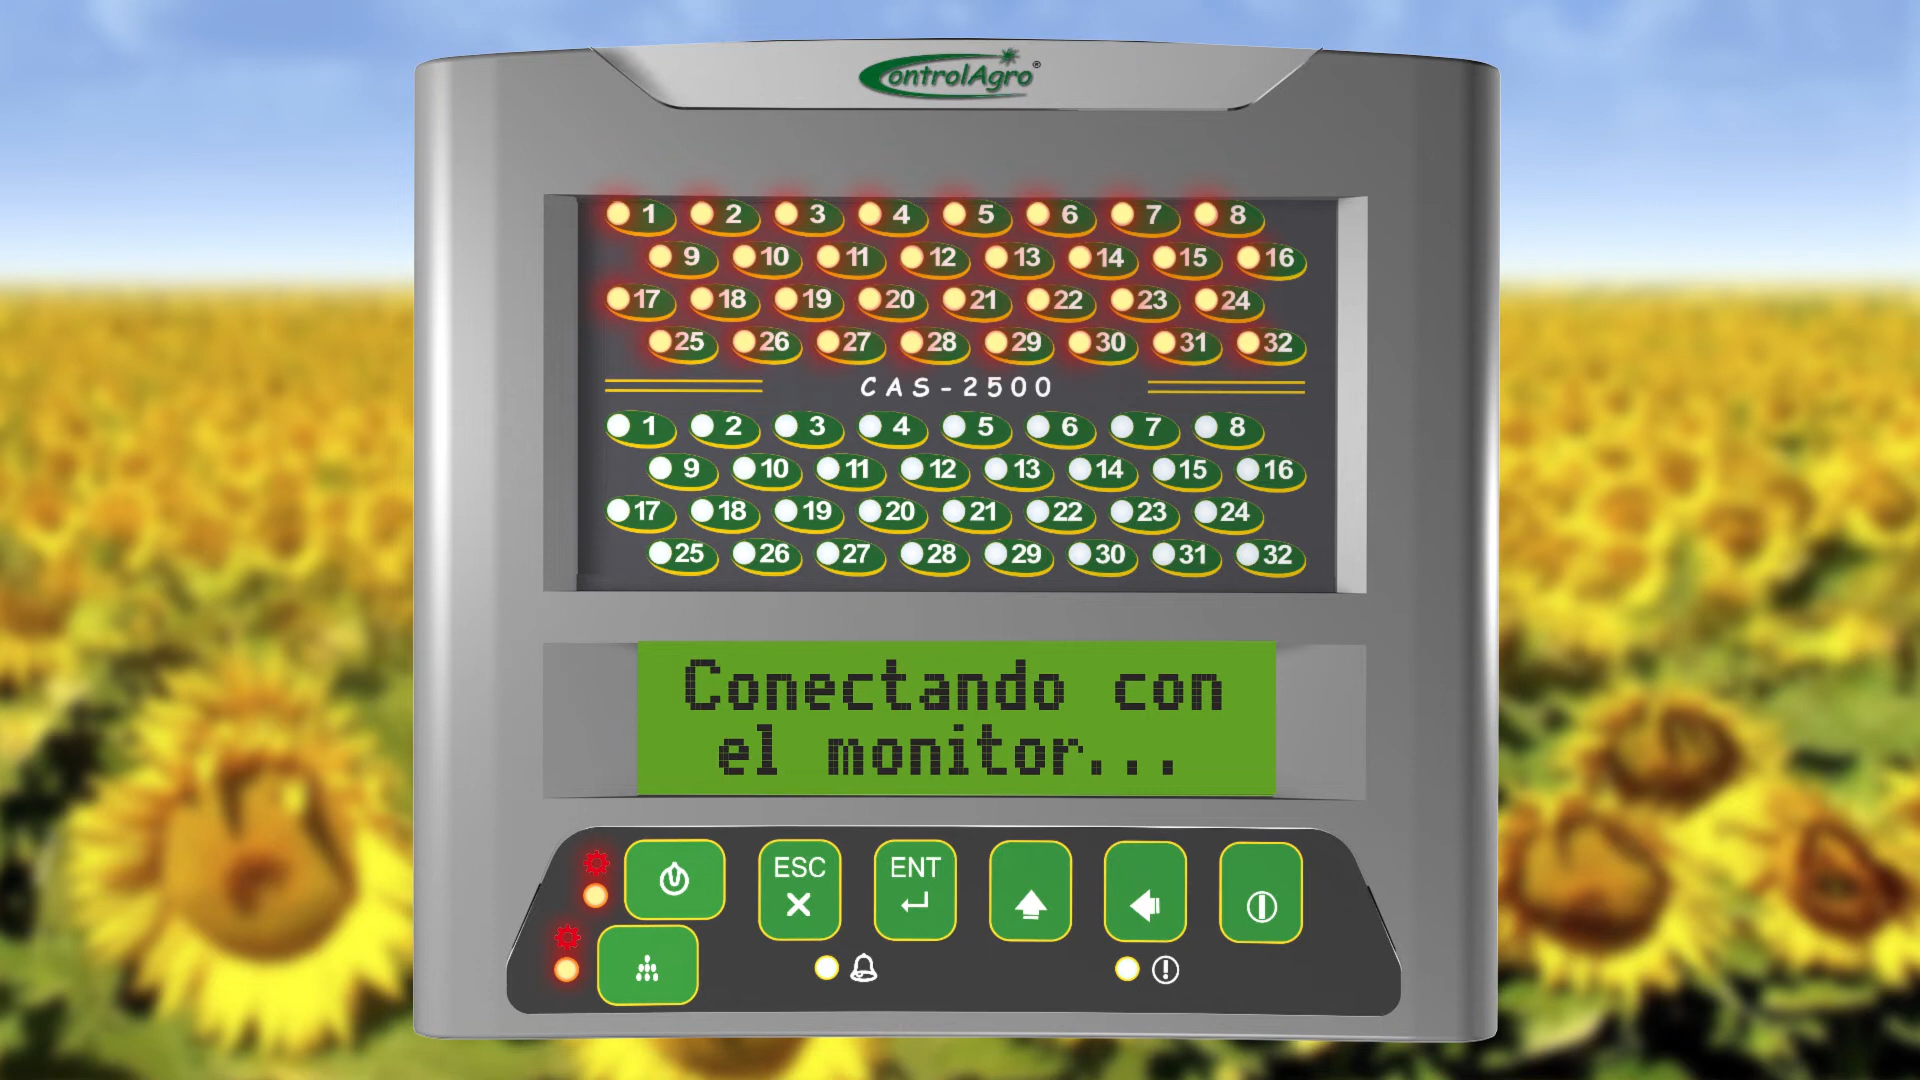 ControlAgro®
1 2 3 4 5 6 7 8
9 10 11 12 13 14 15 16
17 18 19 20 21 22 23 24
25 26 27 28 29 30 31 32
CAS-2500
1 2 3 4 5 6 7 8
9 10 11 12 13 14 15 16
17 18 19 20 21 22 23 24
25 26 27 28 29 30 31 32
Conectando con
el monitor...
ESC ENT